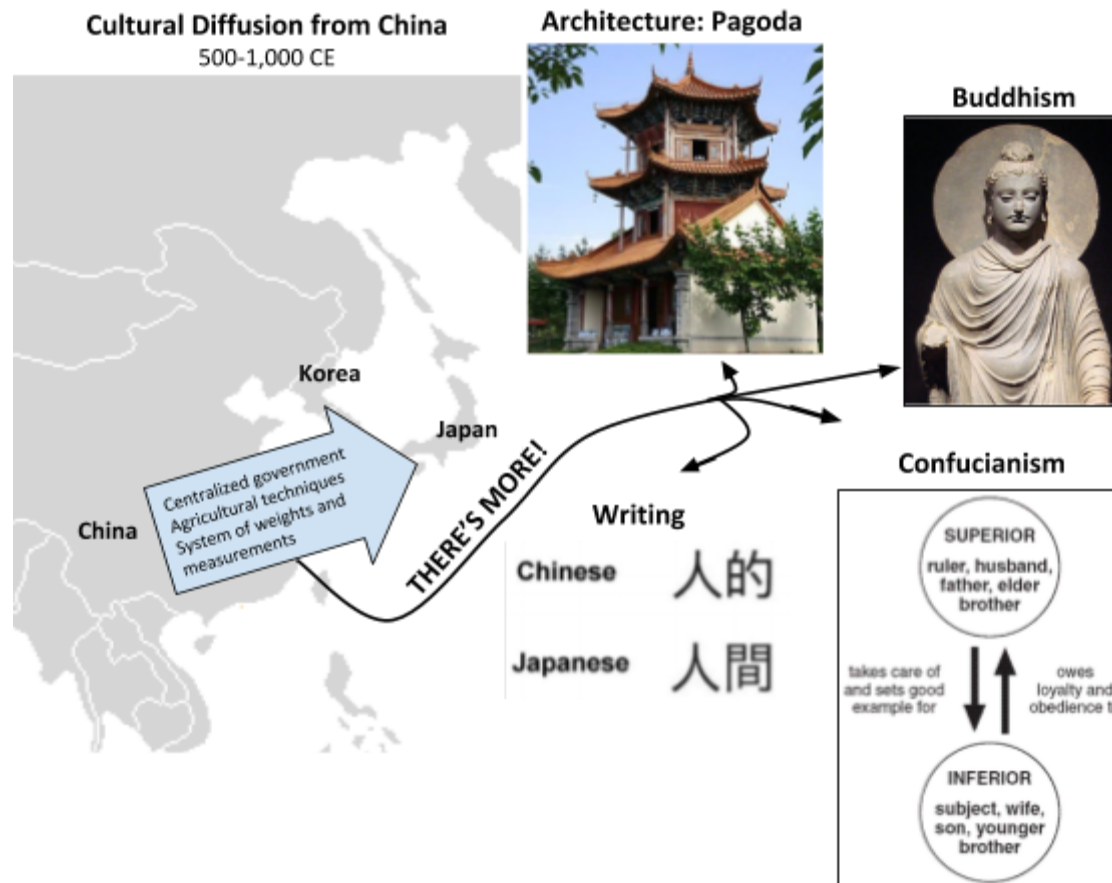 Cultural Diffusion from China
500-1,000 CE
Architecture: Pagoda
Buddhism
Korea
Japan
China
Centralized government
Agricultural techniques
System of weights and
measurements
THERE'S MORE!
Writing
Chinese 人的
Japanese 人間
Confucianism
SUPERIOR
ruler, husband,
father, elder
brother
takes care of
and sets good
example for
owes
loyalty and
obedience t
INFERIOR
subject, wife,
son, younger
brother